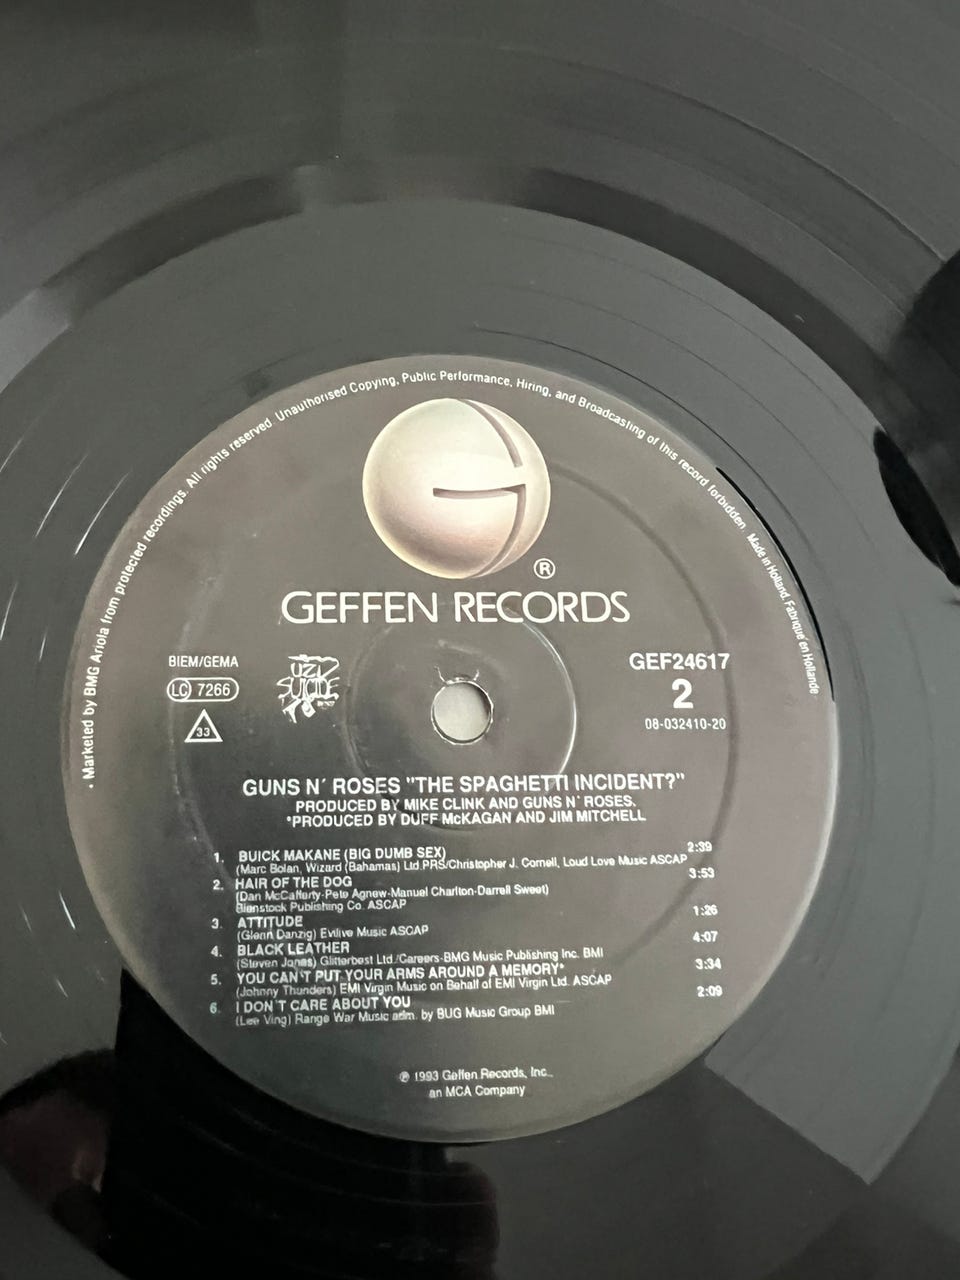 · Marketed by BMG Ariola from protected recordings. All rights reserved. Unauthorised Copying, Public Performance, Hiring, and Broadcasting of this record forbidden. Made in Holland. Fabriqué en Hollande
®
GEFFEN RECORDS
BIEM/GEMA
LC 7266
33
UZI
SUICIDE
GEF24617
2
08-032410-20
GUNS N' ROSES "THE SPAGHETTI INCIDENT?"
PRODUCED BY MIKE CLINK AND GUNS N' ROSES.
*PRODUCED BY DUFF McKAGAN AND JIM MITCHELL
1. BUICK MAKANE (BIG DUMB SEX) 2:39
(Marc Bolan, Wizard (Bahamas) Ltd.PRS/Christopher J. Cornell, Loud Love Music ASCAP
2. HAIR OF THE DOG 3:53
(Dan McCafferty-Pete Agnew-Manuel Charlton-Darrell Sweet)
Bienstock Publishing Co. ASCAP
3. ATTITUDE 1:26
(Glenn Danzig) Evilive Music ASCAP
4. BLACK LEATHER 4:07
(Steven Jones) Glitterbest Ltd./Careers-BMG Music Publishing Inc. BMI
5. YOU CAN'T PUT YOUR ARMS AROUND A MEMORY* 3:34
(Johnny Thunders) EMI Virgin Music on Behalf of EMI Virgin Ltd. ASCAP
6. I DON'T CARE ABOUT YOU 2:09
(Lee Ving) Range War Music adm. by BUG Music Group BMI
℗ 1993 Geffen Records, Inc.,
an MCA Company